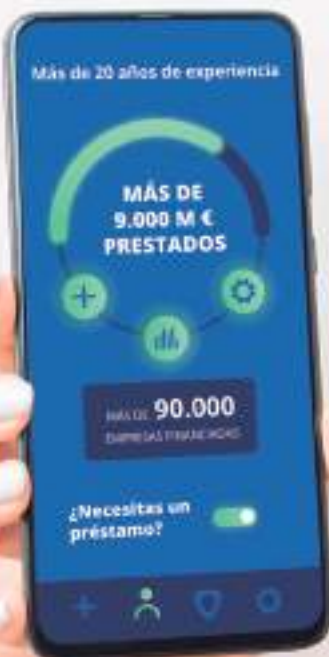 Más de 20 años de experiencia
MÁS DE
9.000 M €
PRESTADOS
MÁS DE 90.000
EMPRESAS FINANCIADAS
¿Necesitas un
préstamo?